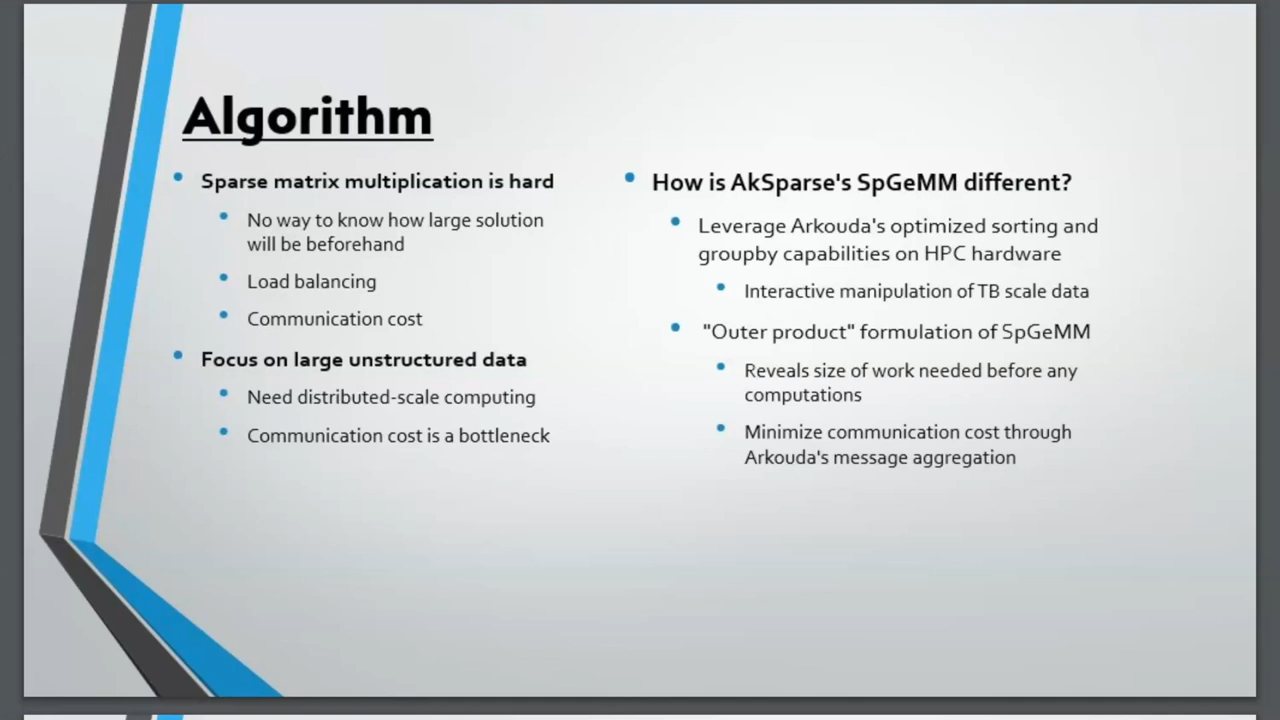 Algorithm
Sparse matrix multiplication is hard
No way to know how large solution
will be beforehand
Load balancing
Communication cost
Focus on large unstructured data
Need distributed-scale computing
Communication cost is a bottleneck
How is AkSparse's SpGeMM different?
Leverage Arkouda's optimized sorting and
groupby capabilities on HPC hardware
Interactive manipulation of TB scale data
"Outer product" formulation of SpGeMM
Reveals size of work needed before any
computations
Minimize communication cost through
Arkouda's message aggregation